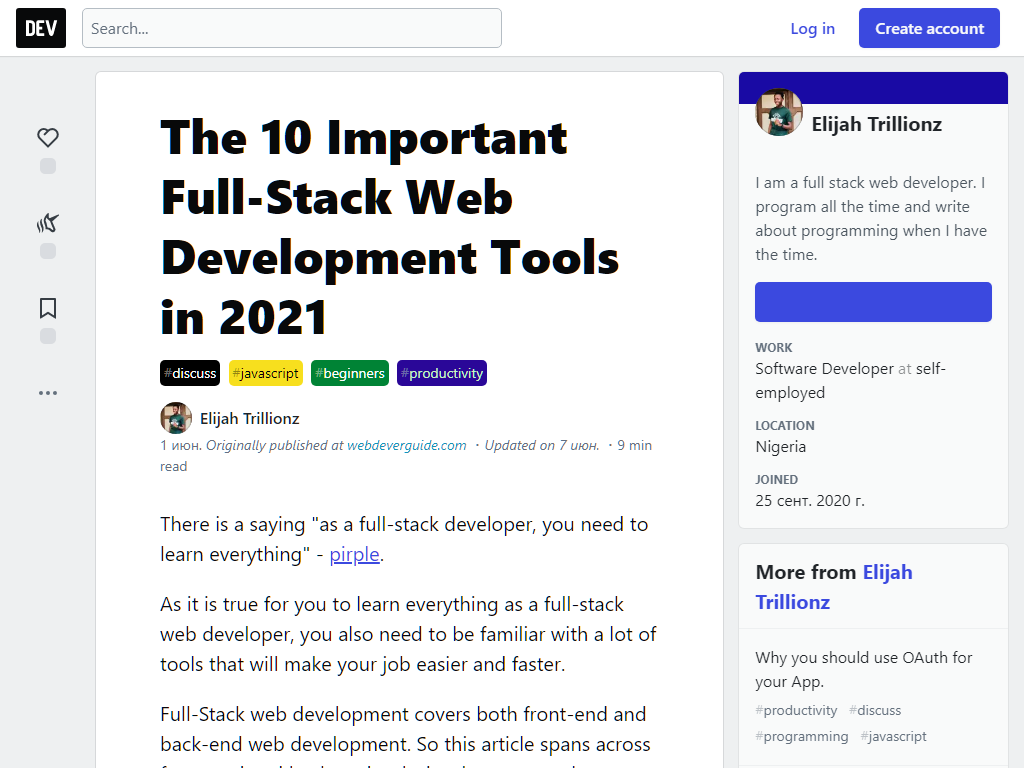 DEV
Search...
Log in
Create account
The 10 Important
Full-Stack Web
Development Tools
in 2021
#discuss #javascript #beginners #productivity
Elijah Trillionz
1 июн. Originally published at webdeverguide.com ・Updated on 7 июн. ・9 min
read
There is a saying "as a full-stack developer, you need to
learn everything" - pirple.
As it is true for you to learn everything as a full-stack
web developer, you also need to be familiar with a lot of
tools that will make your job easier and faster.
Full-Stack web development covers both front-end and
back-end web development. So this article spans across
Elijah Trillionz
I am a full stack web developer. I
program all the time and write
about programming when I have
the time.
WORK
Software Developer at self-
employed
LOCATION
Nigeria
JOINED
25 сент. 2020 г.
More from Elijah
Trillionz
Why you should use OAuth for
your App.
#productivity #discuss
#programming #javascript